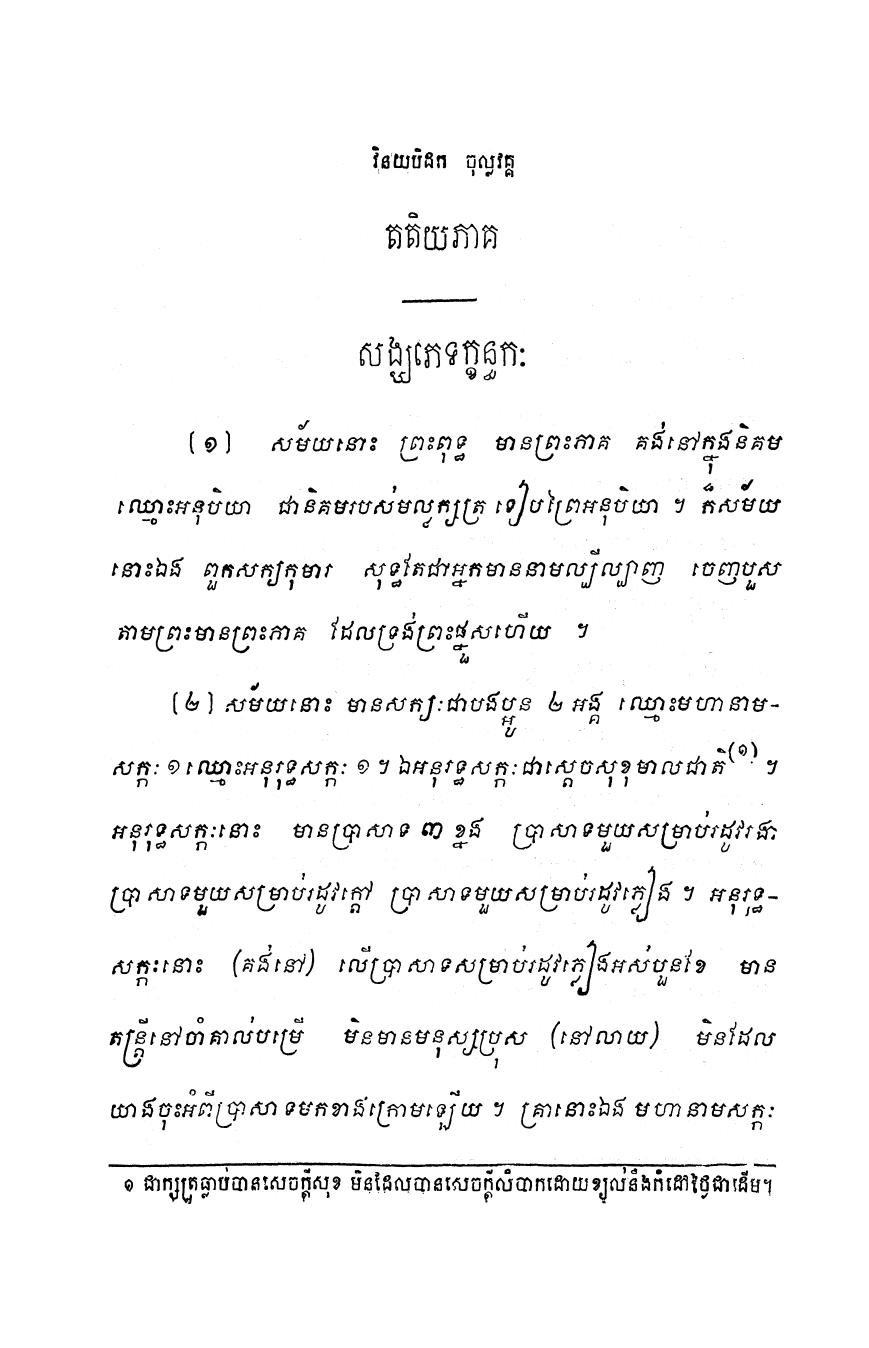 វិនយបិដក ចុល្លវគ្គ
តតិយភាគ
សង្ឃភេទក្ខន្ធកៈ
(១) សម័យនោះ ព្រះពុទ្ធ មានព្រះភាគ គង់នៅក្នុងនិគម
ឈ្មោះអនុបិយា ជានិគមរបស់មល្លក្សត្រ ទៀបព្រៃអនុបិយា ។ ក៏សម័យ
នោះឯង ពួកសក្យកុមារ សុទ្ធតែជាអ្នកមាននាមល្បីល្បាញ ចេញបួស
តាមព្រះមានព្រះភាគ ដែលទ្រង់ព្រះផ្នួសហើយ ។
(២) សម័យនោះ មានសក្យៈជាបងប្អូន ២ អង្គ ឈ្មោះមហានាម-
សក្កៈ ១ ឈ្មោះអនុរុទ្ធសក្កៈ ១ ។ ឯអនុរុទ្ធសក្កៈជាស្តេចសុខុមាលជាតិ(១) ។
អនុរុទ្ធសក្កៈនោះ មានប្រាសាទ ៣ ខ្នង ប្រាសាទមួយសម្រាប់រដូវរងា
ប្រាសាទមួយសម្រាប់រដូវក្តៅ ប្រាសាទមួយសម្រាប់រដូវភ្លៀង ។ អនុរុទ្ធ-
សក្កៈនោះ (គង់នៅ) លើប្រាសាទសម្រាប់រដូវភ្លៀងអស់បួនខែ មាន
តន្ត្រីនៅចាំគាល់បម្រើ មិនមានមនុស្សប្រុស (នៅលាយ) មិនដែល
យាងចុះអំពីប្រាសាទមកខាងក្រោមឡើយ ។ គ្រានោះឯង មហានាមសក្កៈ
១ ជាក្សត្រធ្លាប់បានសេចក្តីសុខ មិនដែលបានសេចក្តីលំបាកដោយខ្យល់និងកំដៅថ្ងៃជាដើម។